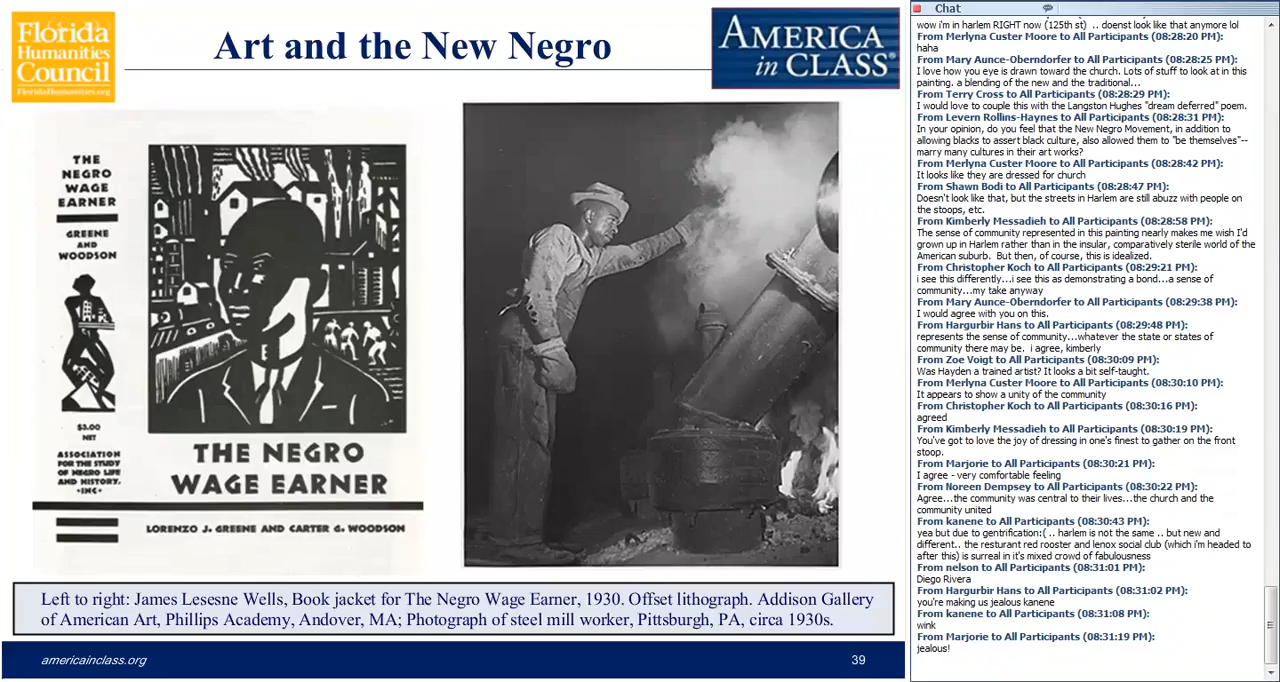 Florida
Humanities
Council
FloridaHumanities.org
Art and the New Negro
AMERICA
in CLASS®
THE
NEGRO
WAGE
EARNER
GREENE
AND
WOODSON
$3.00
NET
ASSOCIATION
FOR THE STUDY
OF NEGRO LIFE
AND HISTORY,
•INC•
THE NEGRO
WAGE EARNER
LORENZO J. GREENE AND CARTER G. WOODSON
Left to right: James Lesesne Wells, Book jacket for The Negro Wage Earner, 1930. Offset lithograph. Addison Gallery
of American Art, Phillips Academy, Andover, MA; Photograph of steel mill worker, Pittsburgh, PA, circa 1930s.
americainclass.org
39
Chat
wow i'm in harlem RIGHT now (125th st) .. doenst look like that anymore lol
From Merlyna Custer Moore to All Participants (08:28:20 PM):
haha
From Mary Aunce-Oberndorfer to All Participants (08:28:25 PM):
I love how you eye is drawn toward the church. Lots of stuff to look at in this
painting. a blending of the new and the traditional...
From Terry Cross to All Participants (08:28:29 PM):
I would love to couple this with the Langston Hughes "dream deferred" poem.
From Levern Rollins-Haynes to All Participants (08:28:31 PM):
In your opinion, do you feel that the New Negro Movement, in addition to
allowing blacks to assert black culture, also allowed them to "be themselves"--
marry many cultures in their art works?
From Merlyna Custer Moore to All Participants (08:28:42 PM):
It looks like they are dressed for church
From Shawn Bodi to All Participants (08:28:47 PM):
Doesn't look like that, but the streets in Harlem are still abuzz with people on
the stoops, etc.
From Kimberly Messadieh to All Participants (08:28:58 PM):
The sense of community represented in this painting nearly makes me wish I'd
grown up in Harlem rather than in the insular, comparatively sterile world of the
American suburb.  But then, of course, this is idealized.
From Christopher Koch to All Participants (08:29:21 PM):
i see this differently...i see this as demonstrating a bond...a sense of
community...my take anyway
From Mary Aunce-Oberndorfer to All Participants (08:29:38 PM):
I would agree with you on this.
From Hargurbir Hans to All Participants (08:29:48 PM):
represents the sense of community...whatever the state or states of
community there may be.  i agree, kimberly
From Zoe Voigt to All Participants (08:30:09 PM):
Was Hayden a trained artist? It looks a bit self-taught.
From Merlyna Custer Moore to All Participants (08:30:10 PM):
It appears to show a unity of the community
From Christopher Koch to All Participants (08:30:16 PM):
agreed
From Kimberly Messadieh to All Participants (08:30:19 PM):
You've got to love the joy of dressing in one's finest to gather on the front
stoop.
From Marjorie to All Participants (08:30:21 PM):
I agree - very comfortable feeling
From Noreen Dempsey to All Participants (08:30:22 PM):
Agree...the community was central to their lives...the church and the
community united
From kanene to All Participants (08:30:43 PM):
yea but due to gentrification:( .. harlem is not the same .. but new and
different.. the resturant red rooster and lenox social club (which i'm headed to
after this) is surreal in it's mixed crowd of fabulousness
From nelson to All Participants (08:31:01 PM):
Diego Rivera
From Hargurbir Hans to All Participants (08:31:02 PM):
you're making us jealous kanene
From kanene to All Participants (08:31:08 PM):
wink
From Marjorie to All Participants (08:31:19 PM):
jealous!